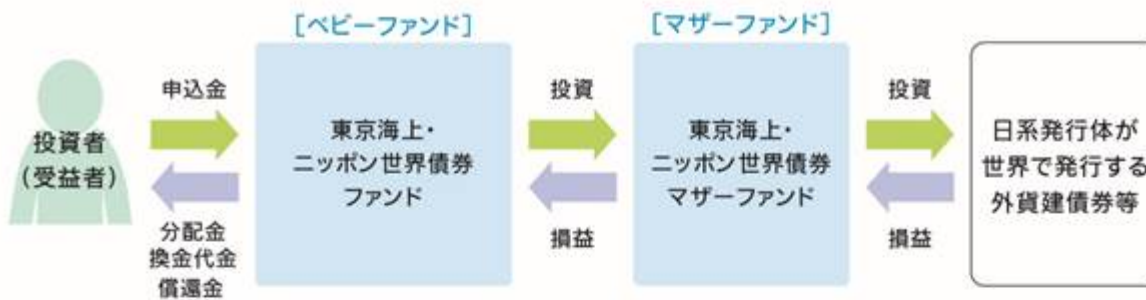 [ベビーファンド]
[マザーファンド]
投資者
(受益者)
申込金
分配金
換金代金
償還金
東京海上・
ニッポン世界債券
ファンド
投資
損益
東京海上・
ニッポン世界債券
マザーファンド
投資
損益
日系発行体が
世界で発行する
外貨建債券等